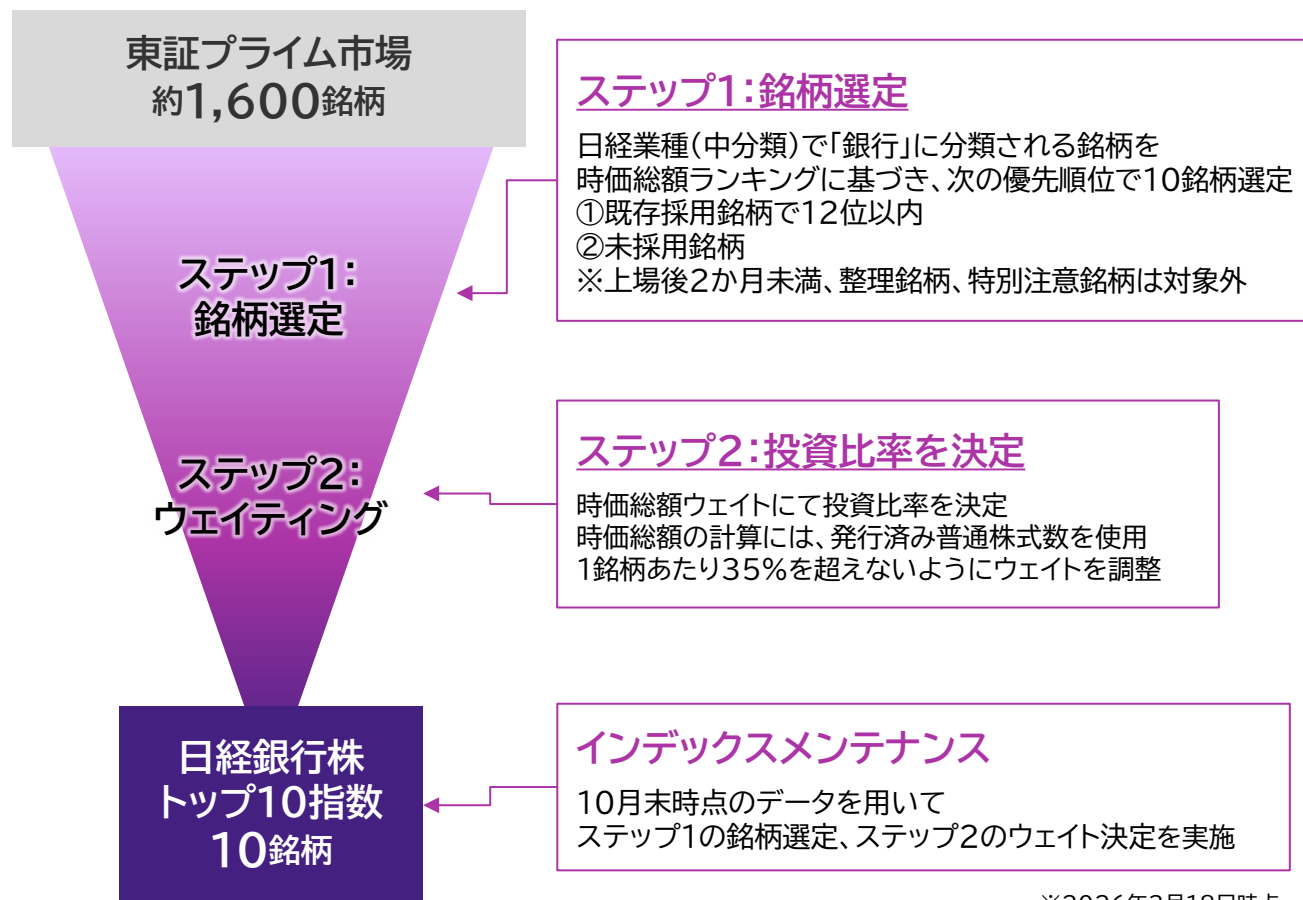 東証プライム市場
約1,600銘柄
ステップ1:
銘柄選定
ステップ2:
ウェイティング
日経銀行株
トップ10指数
10銘柄
ステップ1:銘柄選定
日経業種(中分類)で「銀行」に分類される銘柄を
時価総額ランキングに基づき、次の優先順位で10銘柄選定
①既存採用銘柄で12位以内
②未採用銘柄
※上場後2か月未満、整理銘柄、特別注意銘柄は対象外
ステップ2:投資比率を決定
時価総額ウェイトにて投資比率を決定
時価総額の計算には、発行済み普通株式数を使用
1銘柄あたり35%を超えないようにウェイトを調整
インデックスメンテナンス
10月末時点のデータを用いて
ステップ1の銘柄選定、ステップ2のウェイト決定を実施